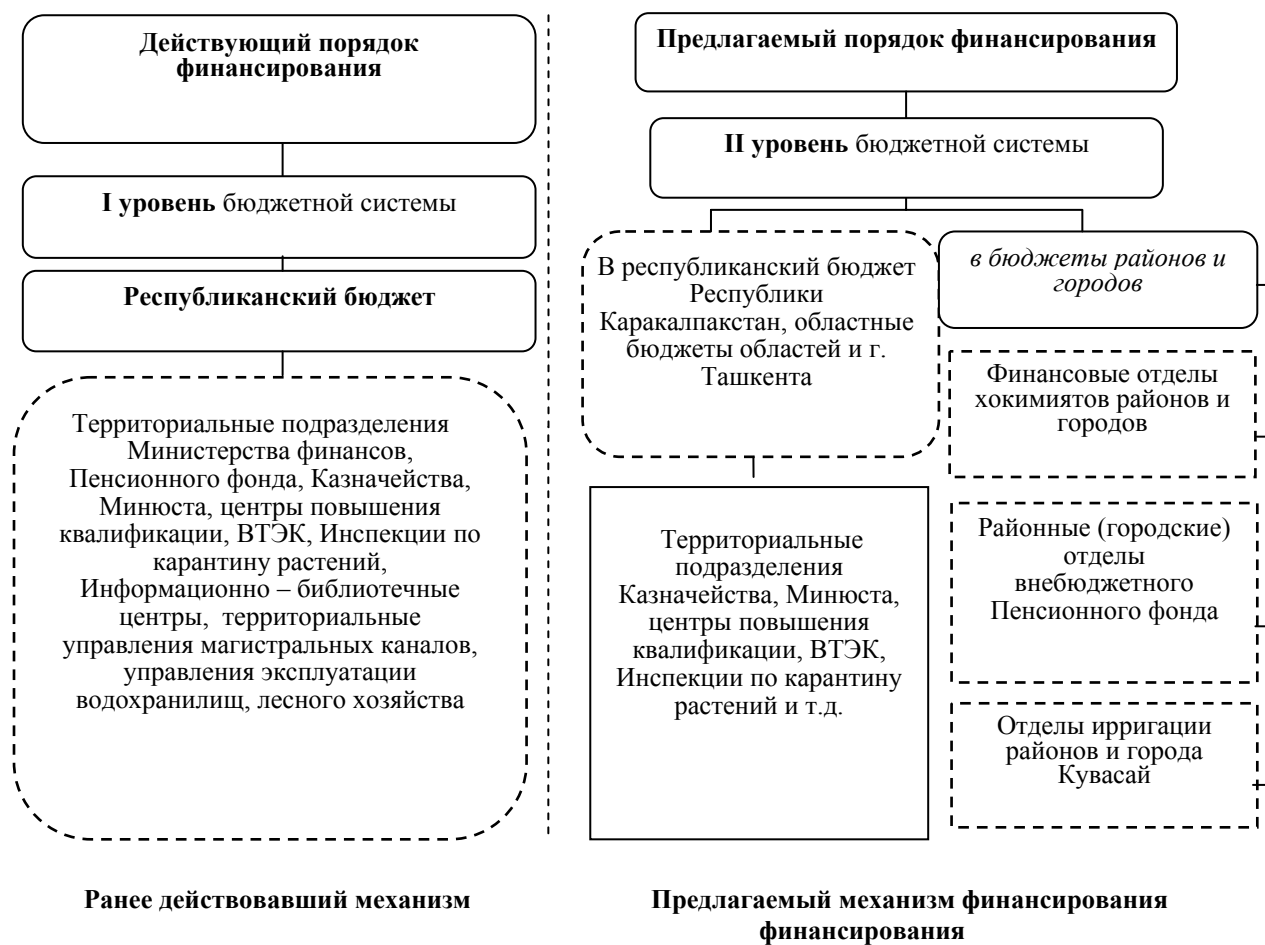 Действующий порядок
финансирования
I уровень бюджетной системы
Республиканский бюджет
Территориальные подразделения
Министерства финансов,
Пенсионного фонда, Казначейства,
Минюста, центры повышения
квалификации, ВТЭК, Инспекции по
карантину растений,
Информационно – библиотечные
центры, территориальные
управления магистральных каналов,
управления эксплуатации
водохранилищ, лесного хозяйства
Ранее действовавший механизм
Предлагаемый порядок финансирования
II уровень бюджетной системы
В республиканский бюджет
Республики
Каракалпакстан, областные
бюджеты областей и г.
Ташкента
Территориальные
подразделения
Казначейства, Минюста,
центры повышения
квалификации, ВТЭК,
Инспекции по карантину
растений и т.д.
в бюджеты районов и
городов
Финансовые отделы
хокимиятов районов и
городов
Районные (городские)
отделы
внебюджетного
Пенсионного фонда
Отделы ирригации
районов и города
Кувасай
Предлагаемый механизм финансирования
финансирования